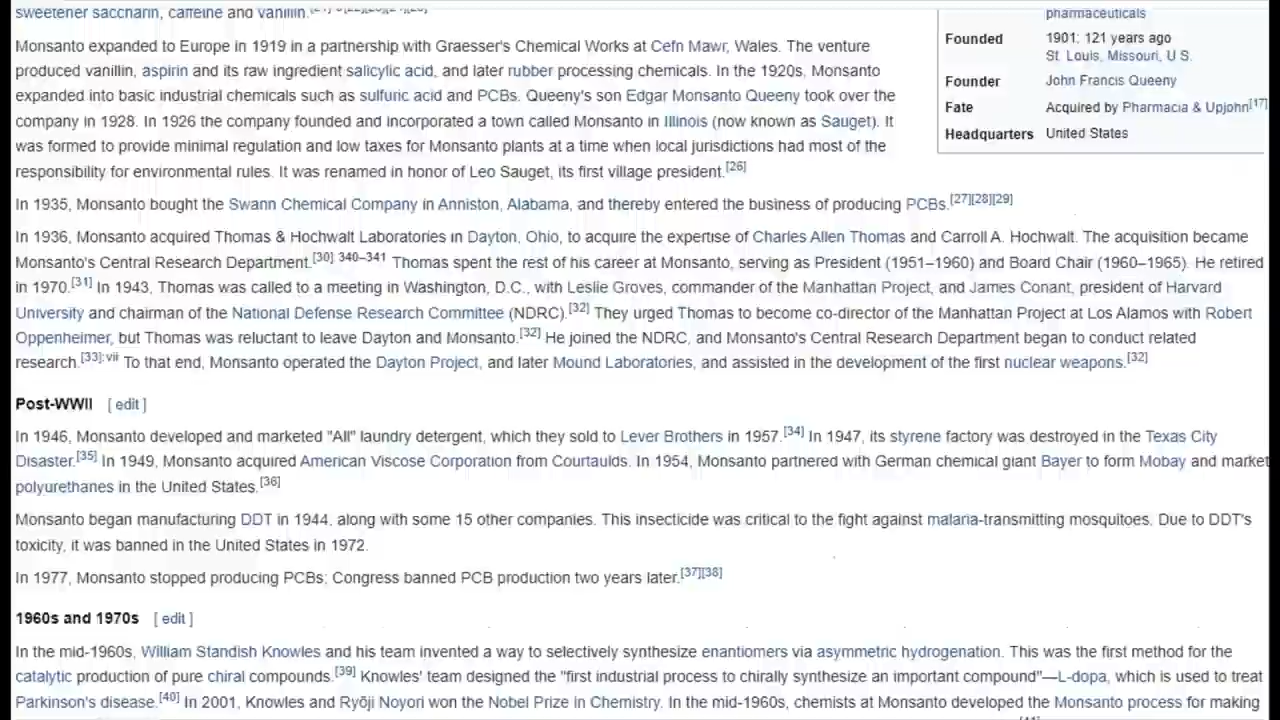 sweetener saccharin, caffeine and vanillin.
Monsanto expanded to Europe in 1919 in a partnership with Graesser's Chemical Works at Cefn Mawr, Wales. The venture
produced vanillin, aspirin and its raw ingredient salicylic acid, and later rubber processing chemicals. In the 1920s, Monsanto
expanded into basic industrial chemicals such as sulfuric acid and PCBs. Queeny's son Edgar Monsanto Queeny took over the
company in 1928. In 1926 the company founded and incorporated a town called Monsanto in Illinois (now known as Sauget). It
was formed to provide minimal regulation and low taxes for Monsanto plants at a time when local jurisdictions had most of the
responsibility for environmental rules. It was renamed in honor of Leo Sauget, its first village president.[26]
pharmaceuticals
Founded 1901; 121 years ago
St. Louis, Missouri, U.S.
Founder John Francis Queeny
Fate Acquired by Pharmacia & Upjohn[17]
Headquarters United States
In 1935, Monsanto bought the Swann Chemical Company in Anniston, Alabama, and thereby entered the business of producing PCBs.[27][28][29]
In 1936, Monsanto acquired Thomas & Hochwalt Laboratories in Dayton, Ohio, to acquire the expertise of Charles Allen Thomas and Carroll A. Hochwalt. The acquisition became
Monsanto's Central Research Department.[30] 340–341 Thomas spent the rest of his career at Monsanto, serving as President (1951–1960) and Board Chair (1960–1965). He retired
in 1970.[31] In 1943, Thomas was called to a meeting in Washington, D.C., with Leslie Groves, commander of the Manhattan Project, and James Conant, president of Harvard
University and chairman of the National Defense Research Committee (NDRC).[32] They urged Thomas to become co-director of the Manhattan Project at Los Alamos with Robert
Oppenheimer, but Thomas was reluctant to leave Dayton and Monsanto.[32] He joined the NDRC, and Monsanto's Central Research Department began to conduct related
research.[33]:vii To that end, Monsanto operated the Dayton Project, and later Mound Laboratories, and assisted in the development of the first nuclear weapons.[32]
Post-WWII [ edit ]
In 1946, Monsanto developed and marketed "All" laundry detergent, which they sold to Lever Brothers in 1957.[34] In 1947, its styrene factory was destroyed in the Texas City
Disaster.[35] In 1949, Monsanto acquired American Viscose Corporation from Courtaulds. In 1954, Monsanto partnered with German chemical giant Bayer to form Mobay and market
polyurethanes in the United States.[36]
Monsanto began manufacturing DDT in 1944, along with some 15 other companies. This insecticide was critical to the fight against malaria-transmitting mosquitoes. Due to DDT's
toxicity, it was banned in the United States in 1972.
In 1977, Monsanto stopped producing PCBs; Congress banned PCB production two years later.[37][38]
1960s and 1970s [ edit ]
In the mid-1960s, William Standish Knowles and his team invented a way to selectively synthesize enantiomers via asymmetric hydrogenation. This was the first method for the
catalytic production of pure chiral compounds.[39] Knowles' team designed the "first industrial process to chirally synthesize an important compound"—L-dopa, which is used to treat
Parkinson's disease.[40] In 2001, Knowles and Ryōji Noyori won the Nobel Prize in Chemistry. In the mid-1960s, chemists at Monsanto developed the Monsanto process for making